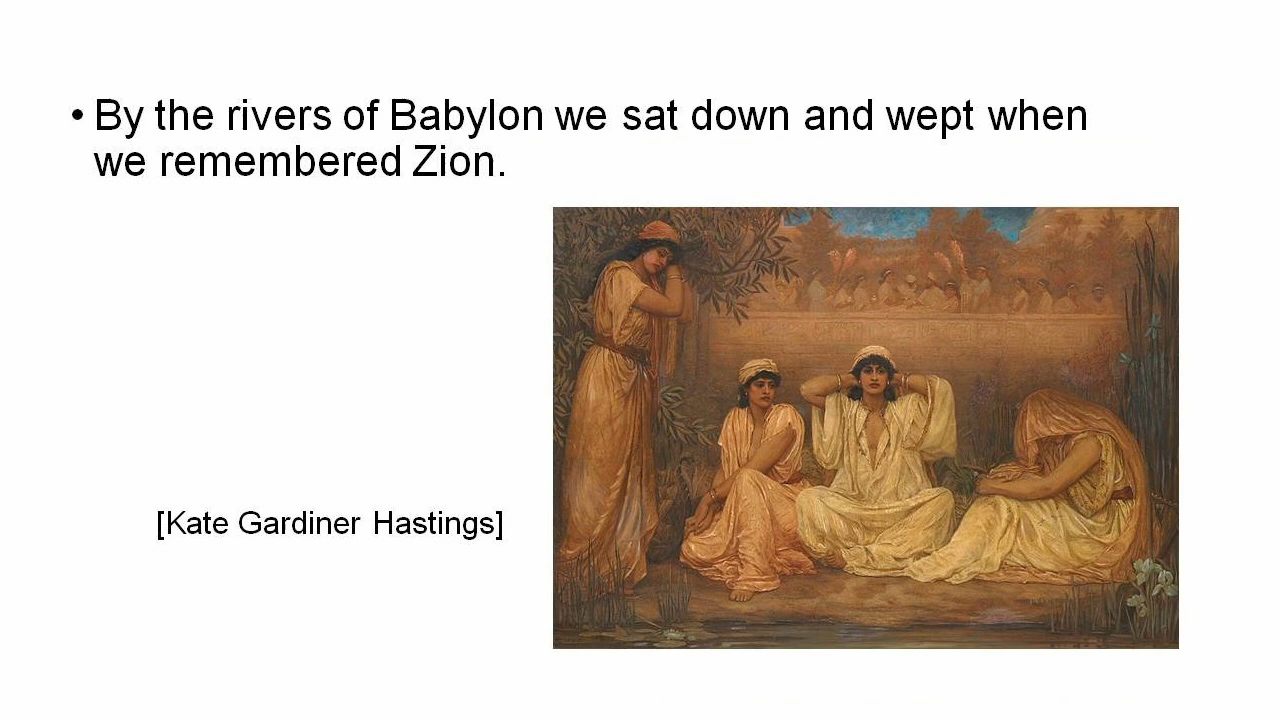 • By the rivers of Babylon we sat down and wept when
we remembered Zion.
[Kate Gardiner Hastings]